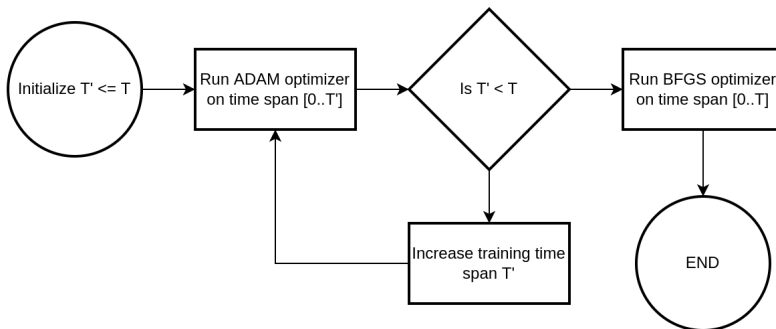 Initialize T' <= T
Run ADAM optimizer
on time span [0..T']
Is T' < T
Run BFGS optimizer
on time span [0..T]
Increase training time
span T'
END